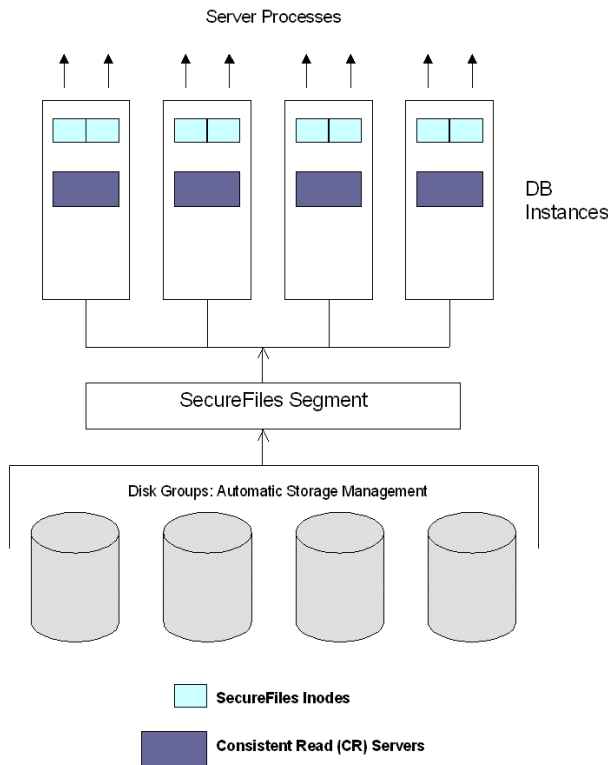 Server Processes
DB
Instances
SecureFiles Segment
Disk Groups: Automatic Storage Management
SecureFiles Inodes
Consistent Read (CR) Servers